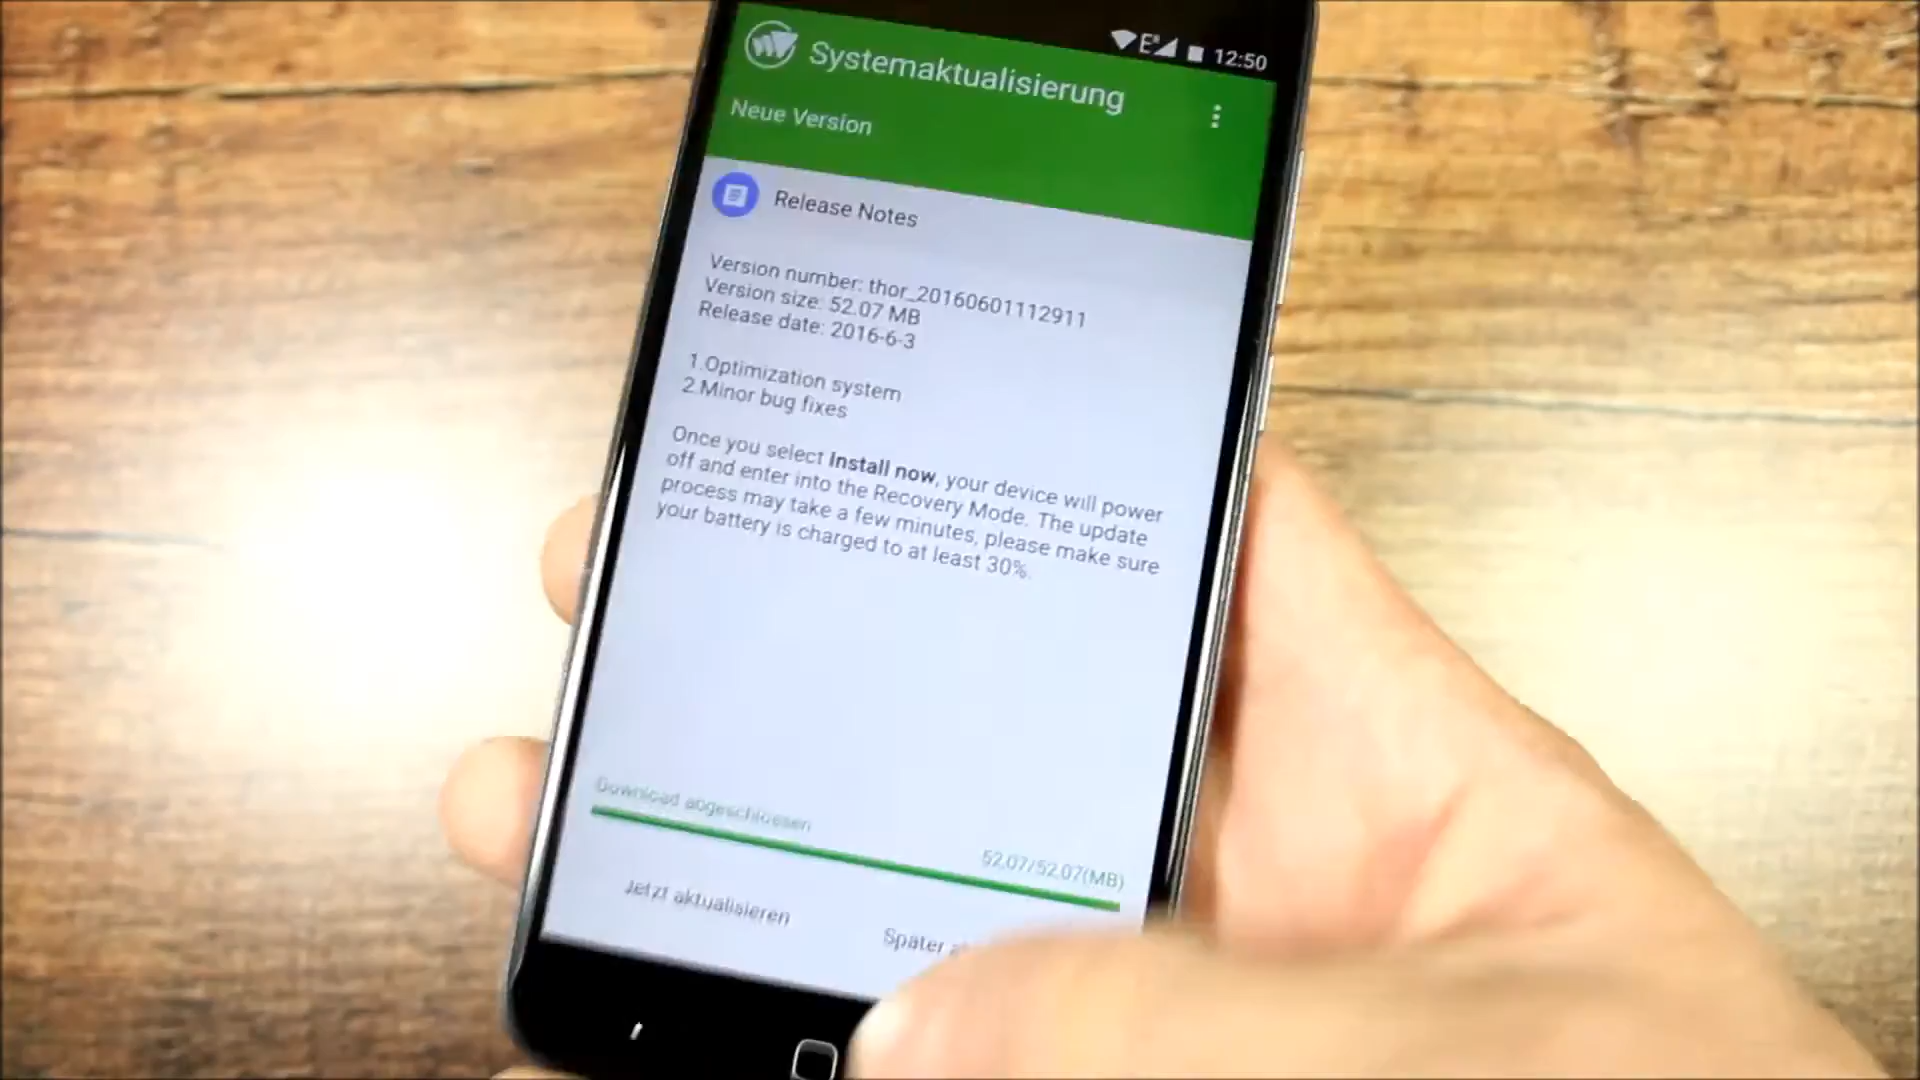 E 12:50
Systemaktualisierung
Neue Version
Release Notes
Version number: thor_20160601112911
Version size: 52.07 MB
Release date: 2016-6-3
1.Optimization system
2.Minor bug fixes
Once you select Install now, your device will power
off and enter into the Recovery Mode. The update
process may take a few minutes, please make sure
your battery is charged to at least 30%.
Download abgeschlossen
52,07/52,07(MB)
Jetzt aktualisieren
Später